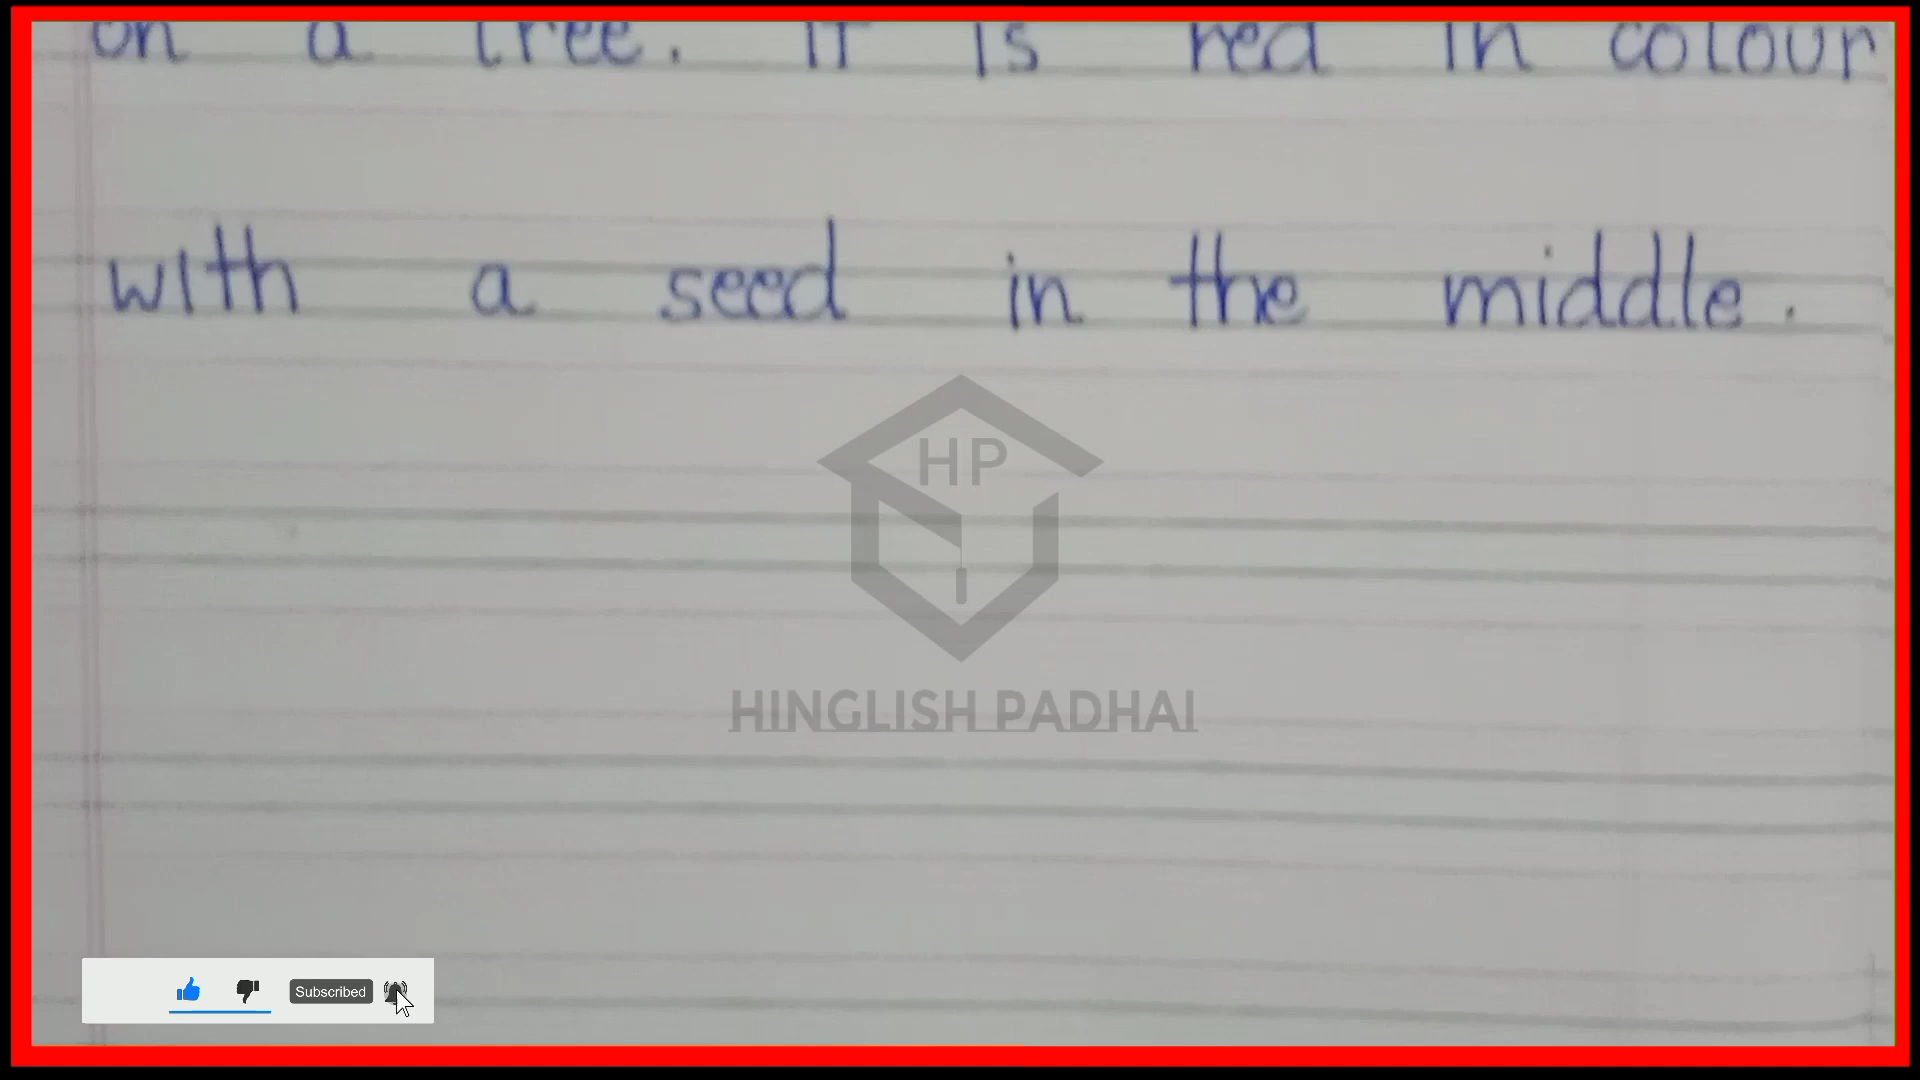 on a tree. It is red in colour
with a seed in the middle.
HP
HINGLISH PADHAI
Subscribed